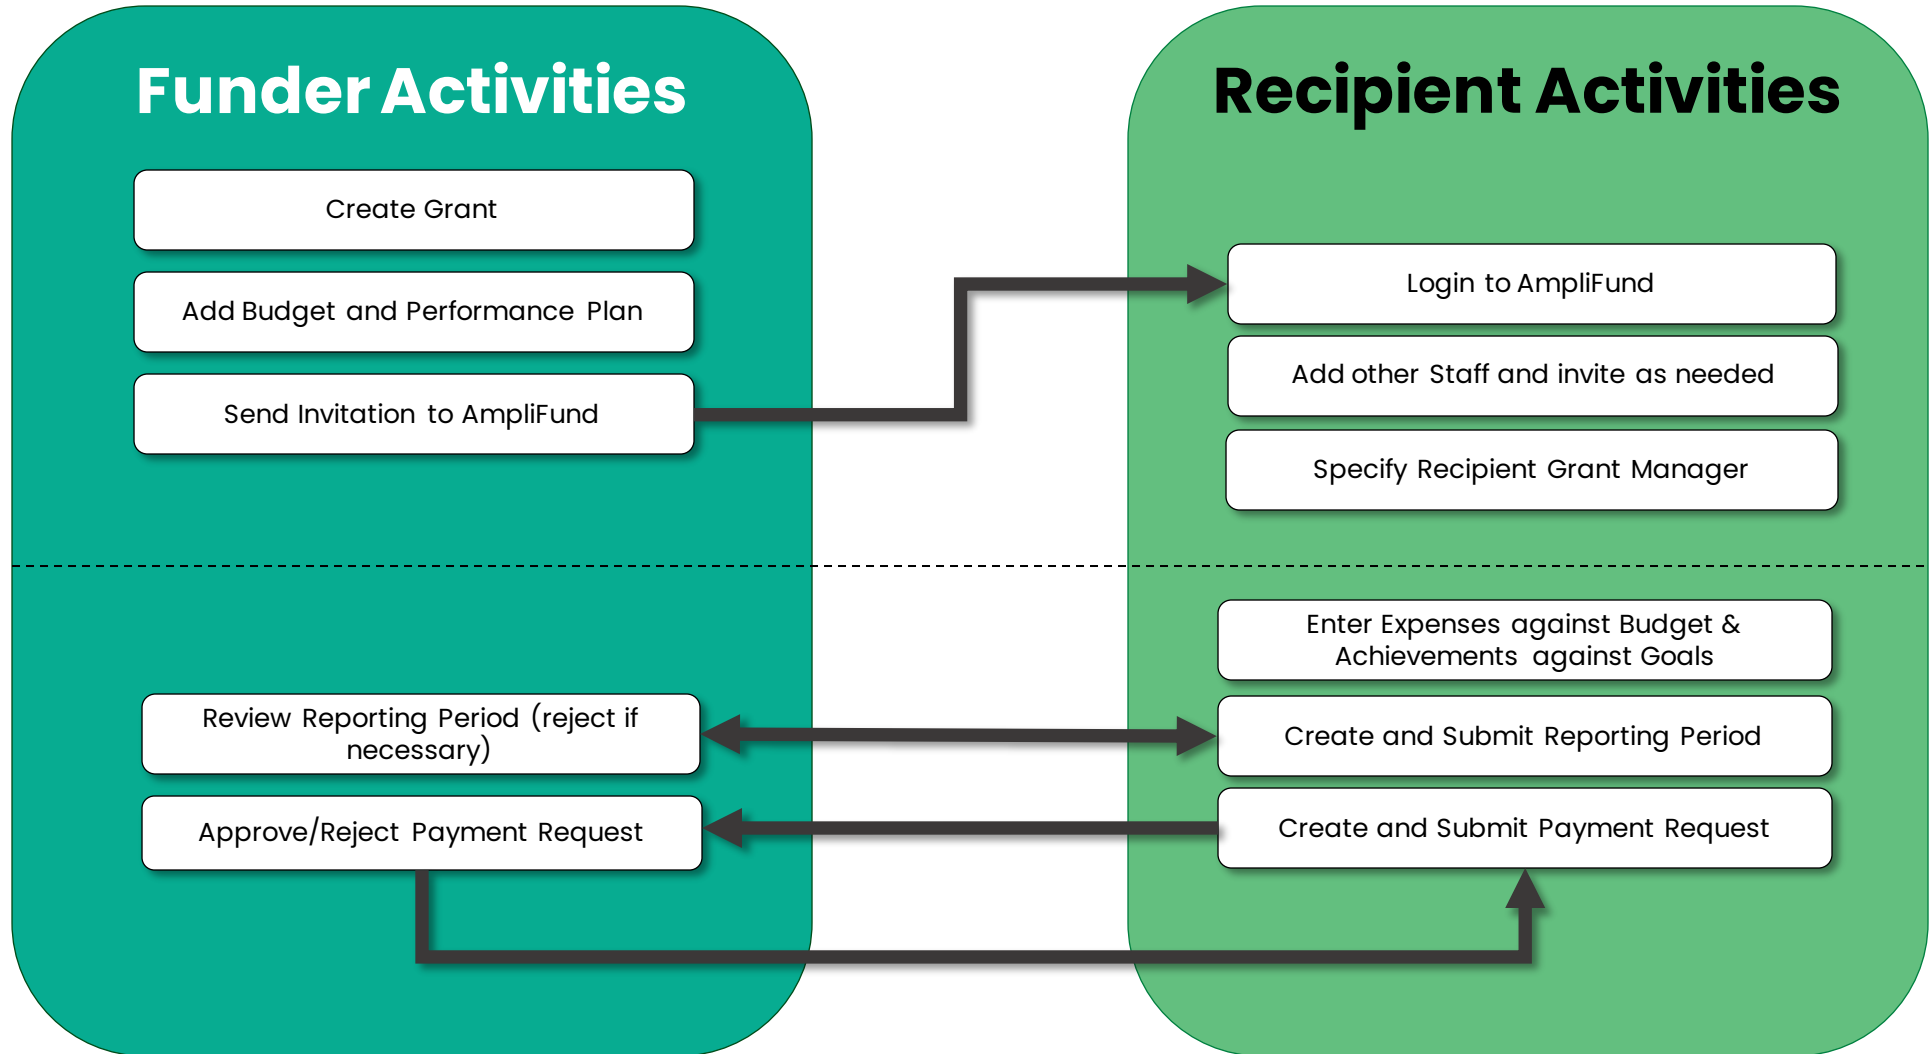 Funder Activities
Create Grant
Add Budget and Performance Plan
Send Invitation to AmpliFund
Review Reporting Period (reject if
necessary)
Approve/Reject Payment Request
Recipient Activities
Login to AmpliFund
Add other Staff and invite as needed
Specify Recipient Grant Manager
Enter Expenses against Budget &
Achievements against Goals
Create and Submit Reporting Period
Create and Submit Payment Request